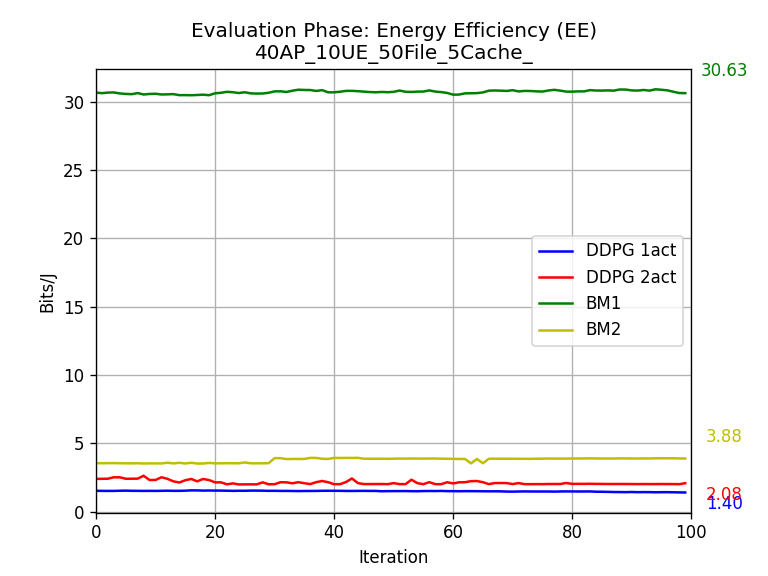 Evaluation Phase: Energy Efficiency (EE)
40AP_10UE_50File_5Cache_
30.63
30
25
20
15
10
5
0
Bits/J
DDPG 1act
DDPG 2act
BM1
BM2
3.88
2.08
1.40
0 20 40 60 80 100
Iteration